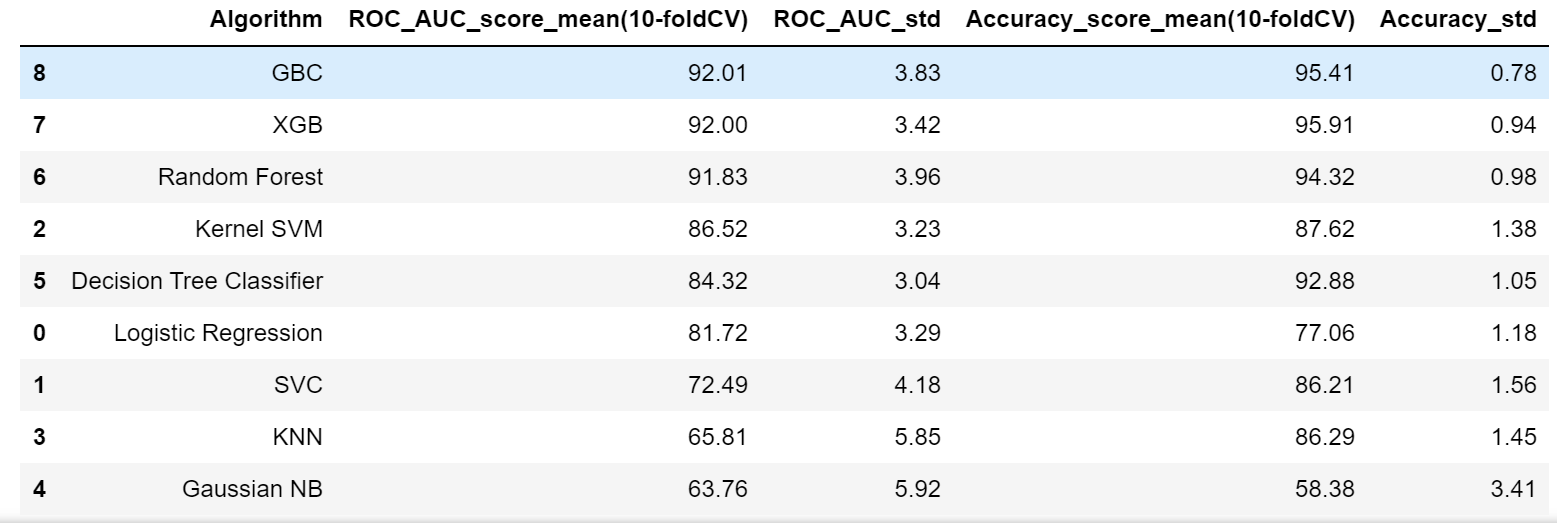 Algorithm ROC_AUC_score_mean(10-foldCV) ROC_AUC_std Accuracy_score_mean(10-foldCV) Accuracy_std
8 GBC 92.01 3.83 95.41 0.78
7 XGB 92.00 3.42 95.91 0.94
6 Random Forest 91.83 3.96 94.32 0.98
2 Kernel SVM 86.52 3.23 87.62 1.38
5 Decision Tree Classifier 84.32 3.04 92.88 1.05
0 Logistic Regression 81.72 3.29 77.06 1.18
1 SVC 72.49 4.18 86.21 1.56
3 KNN 65.81 5.85 86.29 1.45
4 Gaussian NB 63.76 5.92 58.38 3.41